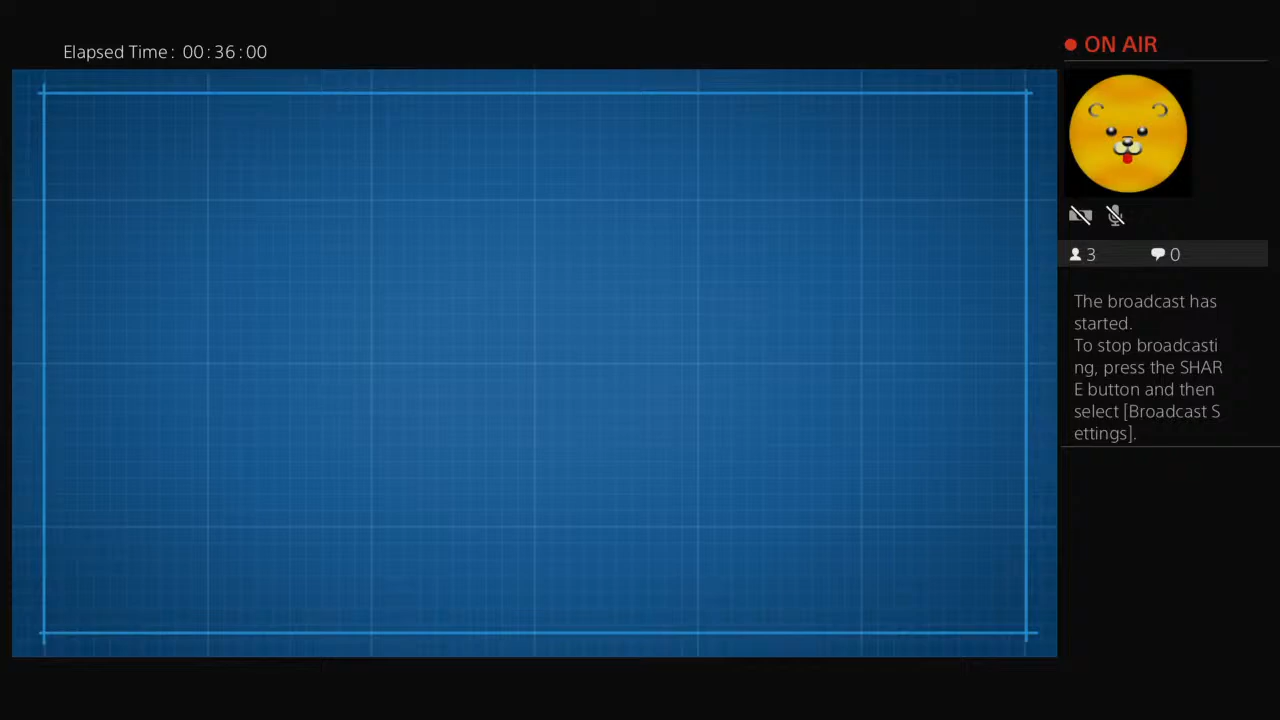 Elapsed Time: 00:36:00
ON AIR
3 0
The broadcast has
started.
To stop broadcasti
ng, press the SHAR
E button and then
select [Broadcast S
ettings].